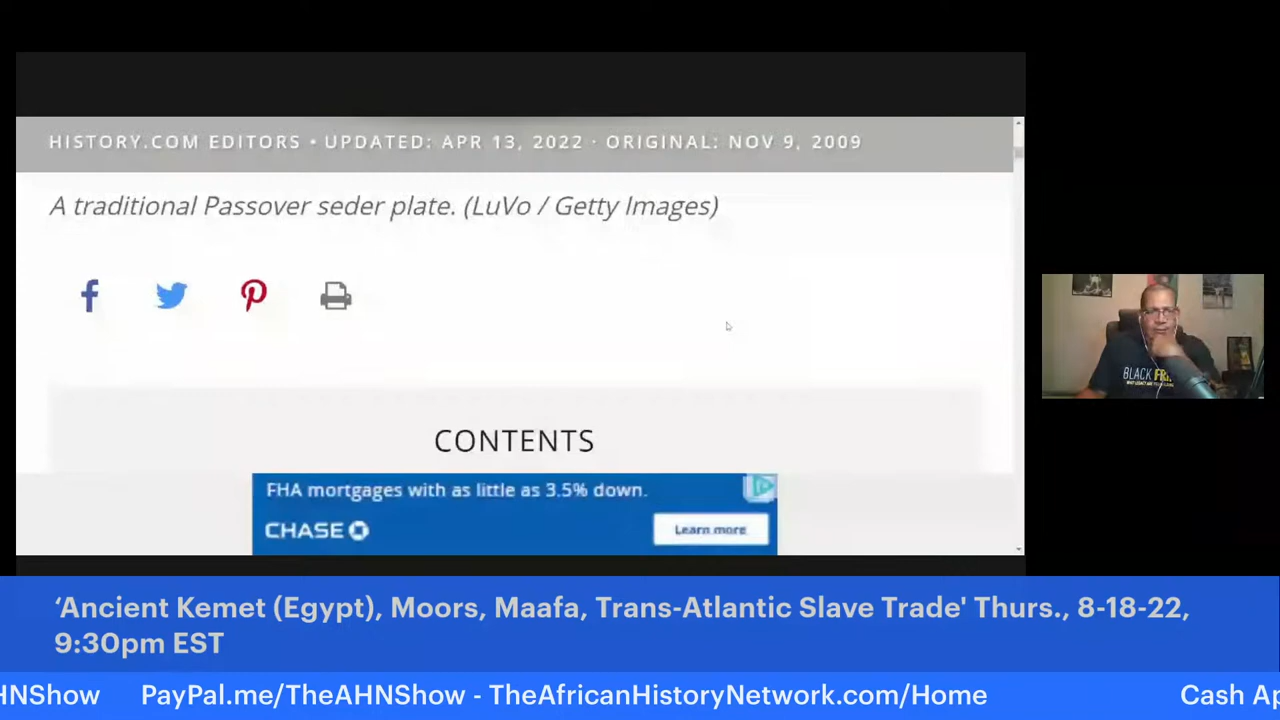 HISTORY.COM EDITORS • UPDATED: APR 13, 2022 · ORIGINAL: NOV 9, 2009
A traditional Passover seder plate. (LuVo / Getty Images)
CONTENTS
FHA mortgages with as little as 3.5% down.
CHASE
Learn more
BLACK
‘Ancient Kemet (Egypt), Moors, Maafa, Trans-Atlantic Slave Trade' Thurs., 8-18-22,
9:30pm EST
HNShow PayPal.me/TheAHNShow - TheAfricanHistoryNetwork.com/Home Cash Ap